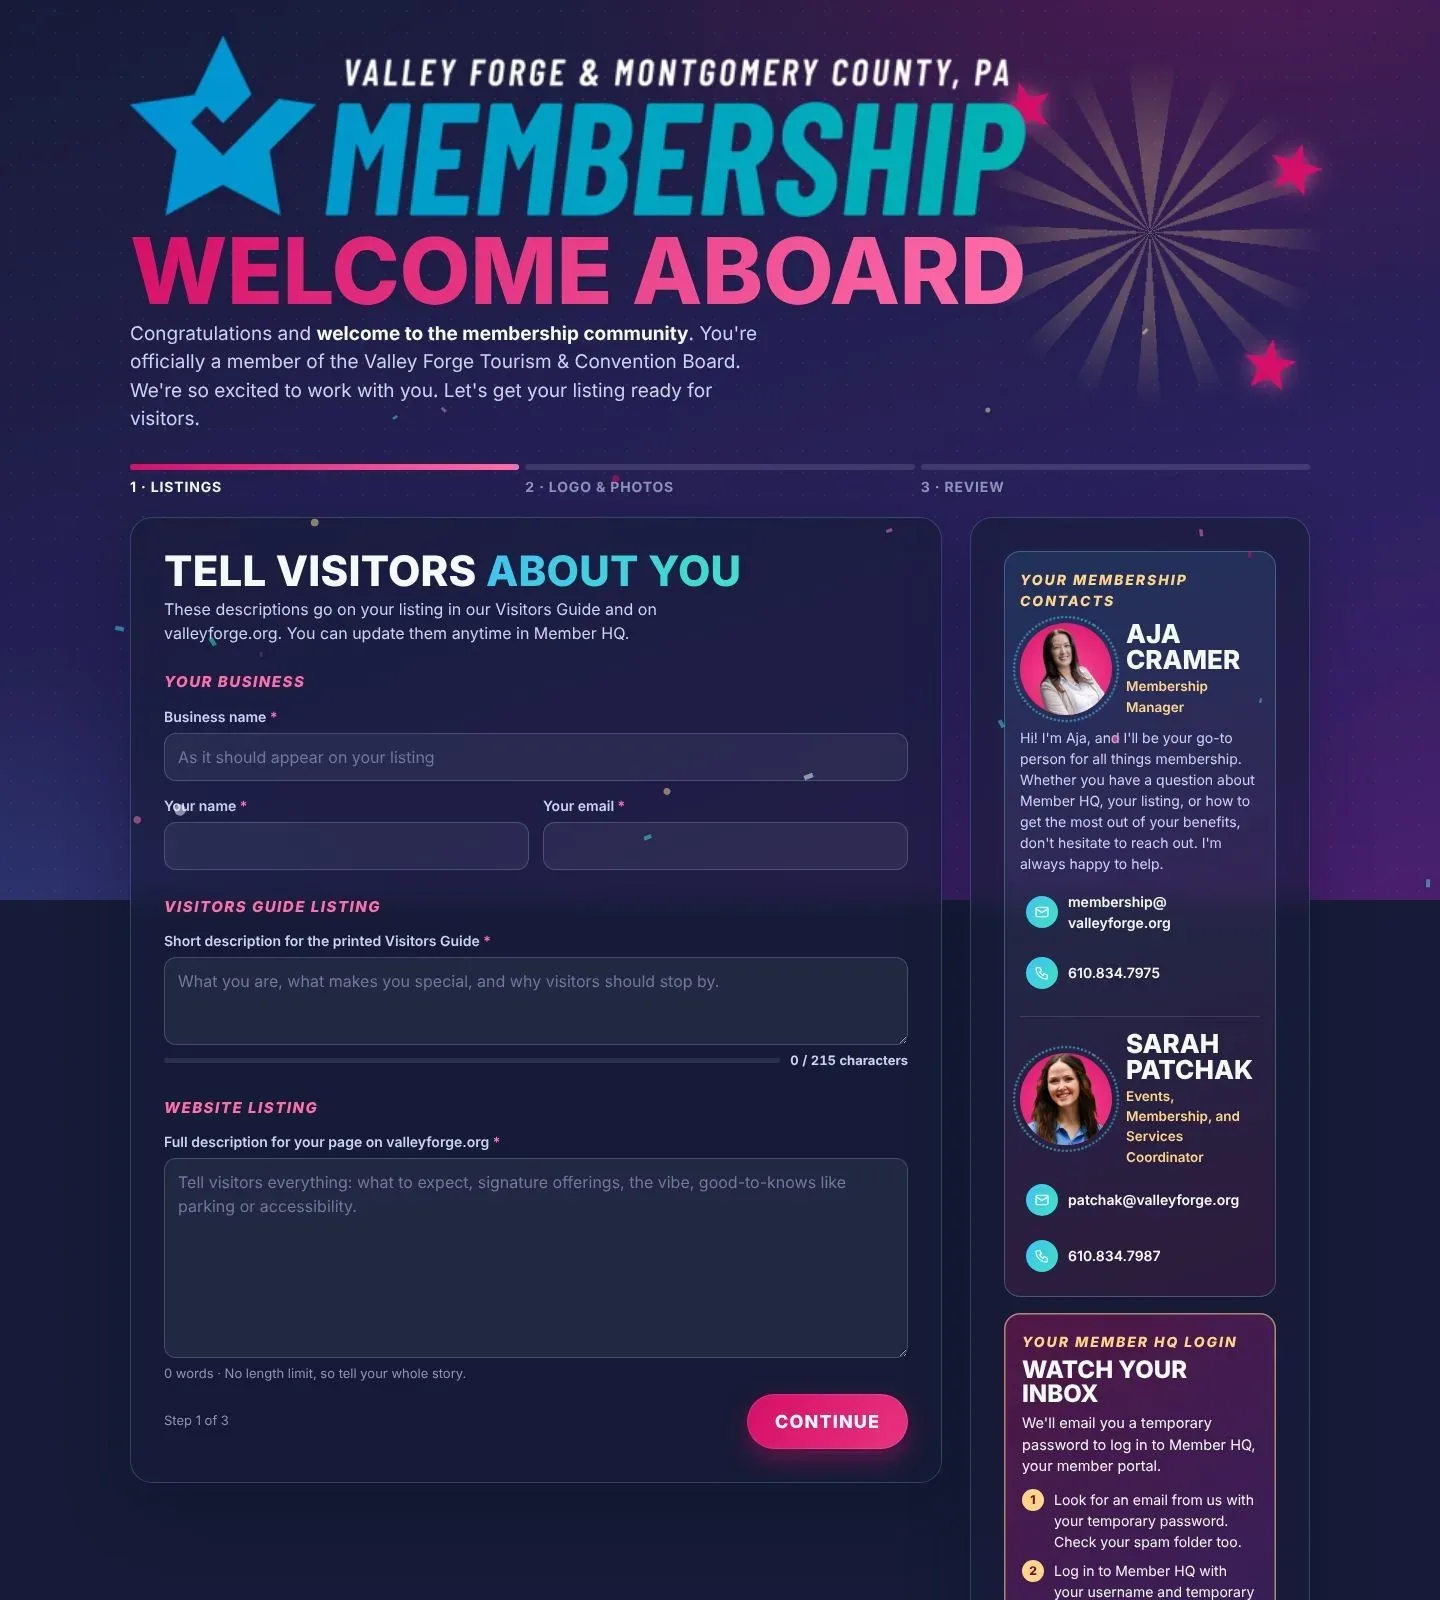 VALLEY FORGE & MONTGOMERY COUNTY, PA
MEMBERSHIP
WELCOME ABOARD
Congratulations and welcome to the membership community. You're
officially a member of the Valley Forge Tourism & Convention Board.
We're so excited to work with you. Let's get your listing ready for
visitors.
1 · LISTINGS
2 · LOGO & PHOTOS
3 · REVIEW
TELL VISITORS ABOUT YOU
These descriptions go on your listing in our Visitors Guide and on
valleyforge.org. You can update them anytime in Member HQ.
YOUR BUSINESS
Business name *
As it should appear on your listing
Your name *
Your email *
VISITORS GUIDE LISTING
Short description for the printed Visitors Guide *
What you are, what makes you special, and why visitors should stop by.
0 / 215 characters
WEBSITE LISTING
Full description for your page on valleyforge.org *
Tell visitors everything: what to expect, signature offerings, the vibe, good-to-knows like
parking or accessibility.
0 words · No length limit, so tell your whole story.
Step 1 of 3
CONTINUE
YOUR MEMBERSHIP
CONTACTS
AJA
CRAMER
Membership
Manager
Hi! I'm Aja, and I'll be your go-to
person for all things membership.
Whether you have a question about
Member HQ, your listing, or how to
get the most out of your benefits,
don't hesitate to reach out. I'm
always happy to help.
membership@
valleyforge.org
610.834.7975
SARAH
PATCHAK
Events,
Membership, and
Services
Coordinator
patchak@valleyforge.org
610.834.7987
YOUR MEMBER HQ LOGIN
WATCH YOUR
INBOX
We'll email you a temporary
password to log in to Member HQ,
your member portal.
1 Look for an email from us with
your temporary password.
Check your spam folder too.
2 Log in to Member HQ with
your username and temporary